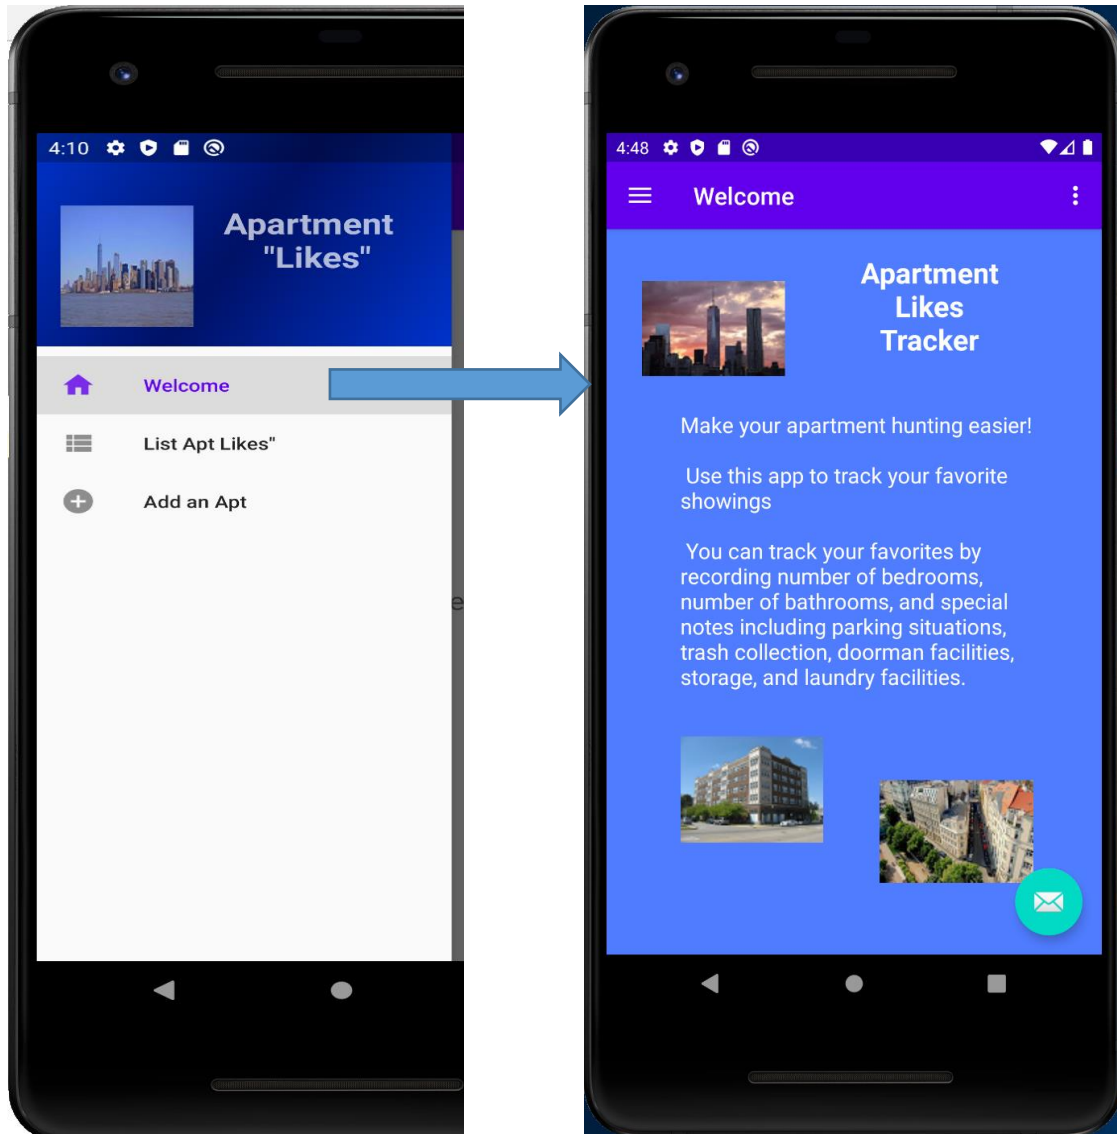 4:10
Apartment
"Likes"
Welcome
List Apt Likes"
Add an Apt
e
4:48
Welcome
Apartment
Likes
Tracker
Make your apartment hunting easier!
Use this app to track your favorite
showings
You can track your favorites by
recording number of bedrooms,
number of bathrooms, and special
notes including parking situations,
trash collection, doorman facilities,
storage, and laundry facilities.